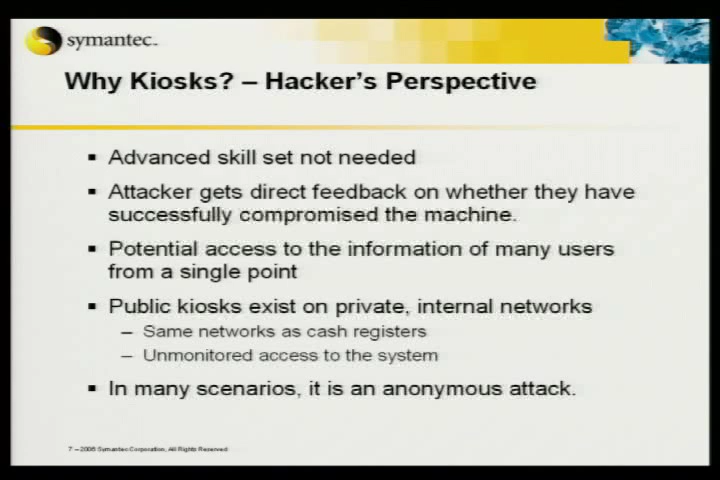 symantec.
Why Kiosks? – Hacker's Perspective
▪ Advanced skill set not needed
▪ Attacker gets direct feedback on whether they have
successfully compromised the machine.
▪ Potential access to the information of many users
from a single point
▪ Public kiosks exist on private, internal networks
– Same networks as cash registers
– Unmonitored access to the system
▪ In many scenarios, it is an anonymous attack.
7 – 2006 Symantec Corporation, All Rights Reserved